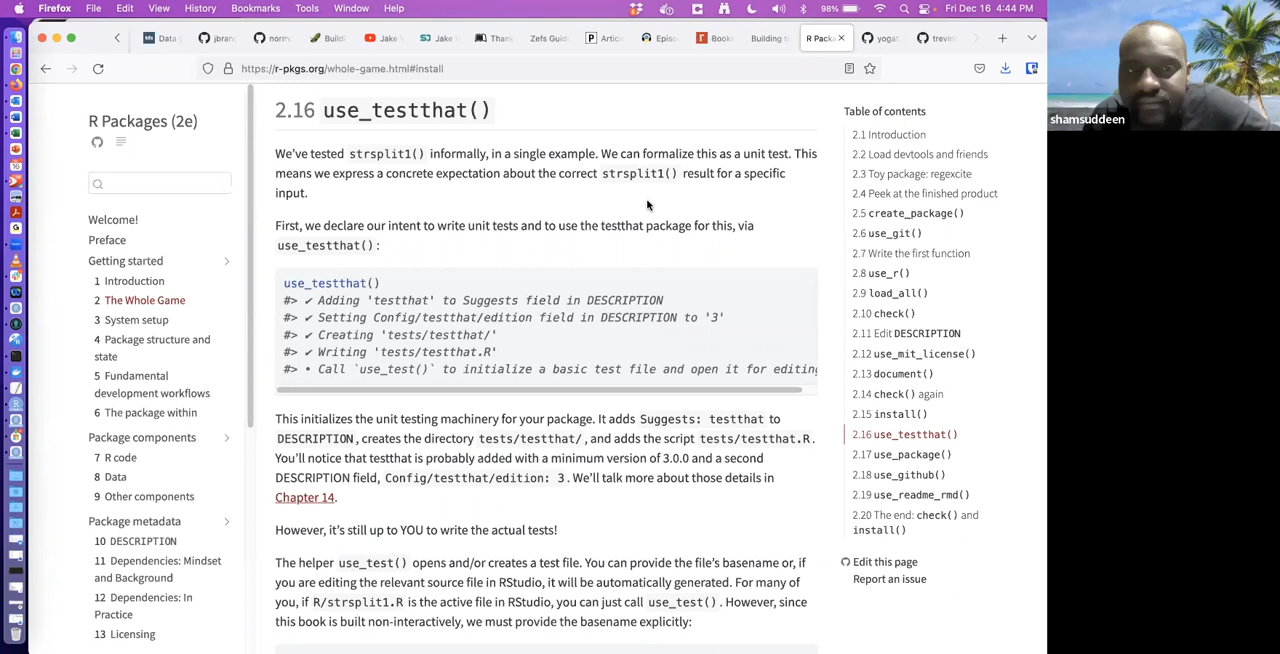 Firefox File Edit View History Bookmarks Tools Window Help 98% Fri Dec 16 4:44 PM
Data jbran normo Buildi Jake Jake Thank Zefs Guid Artic Episo Book Building t R Packa yogat trevin
https://r-pkgs.org/whole-game.html#install
shamsuddeen
R Packages (2e)
Welcome!
Preface
Getting started
1 Introduction
2 The Whole Game
3 System setup
4 Package structure and
state
5 Fundamental
development workflows
6 The package within
Package components
7 R code
8 Data
9 Other components
Package metadata
10 DESCRIPTION
11 Dependencies: Mindset
and Background
12 Dependencies: In
Practice
13 Licensing
2.16 use_testthat()
We've tested strsplit1() informally, in a single example. We can formalize this as a unit test. This
means we express a concrete expectation about the correct strsplit1() result for a specific
input.
First, we declare our intent to write unit tests and to use the testthat package for this, via
use_testthat():
use_testthat()
#> ✔ Adding 'testthat' to Suggests field in DESCRIPTION
#> ✔ Setting Config/testthat/edition field in DESCRIPTION to '3'
#> ✔ Creating 'tests/testthat/'
#> ✔ Writing 'tests/testthat.R'
#> • Call `use_test()` to initialize a basic test file and open it for editing
This initializes the unit testing machinery for your package. It adds Suggests: testthat to
DESCRIPTION, creates the directory tests/testthat/, and adds the script tests/testthat.R.
You'll notice that testthat is probably added with a minimum version of 3.0.0 and a second
DESCRIPTION field, Config/testthat/edition: 3. We'll talk more about those details in
Chapter 14.
However, it's still up to YOU to write the actual tests!
The helper use_test() opens and/or creates a test file. You can provide the file's basename or, if
you are editing the relevant source file in RStudio, it will be automatically generated. For many of
you, if R/strsplit1.R is the active file in RStudio, you can just call use_test(). However, since
this book is built non-interactively, we must provide the basename explicitly:
Table of contents
2.1 Introduction
2.2 Load devtools and friends
2.3 Toy package: regexcite
2.4 Peek at the finished product
2.5 create_package()
2.6 use_git()
2.7 Write the first function
2.8 use_r()
2.9 load_all()
2.10 check()
2.11 Edit DESCRIPTION
2.12 use_mit_license()
2.13 document()
2.14 check() again
2.15 install()
2.16 use_testthat()
2.17 use_package()
2.18 use_github()
2.19 use_readme_rmd()
2.20 The end: check() and
install()
Edit this page
Report an issue